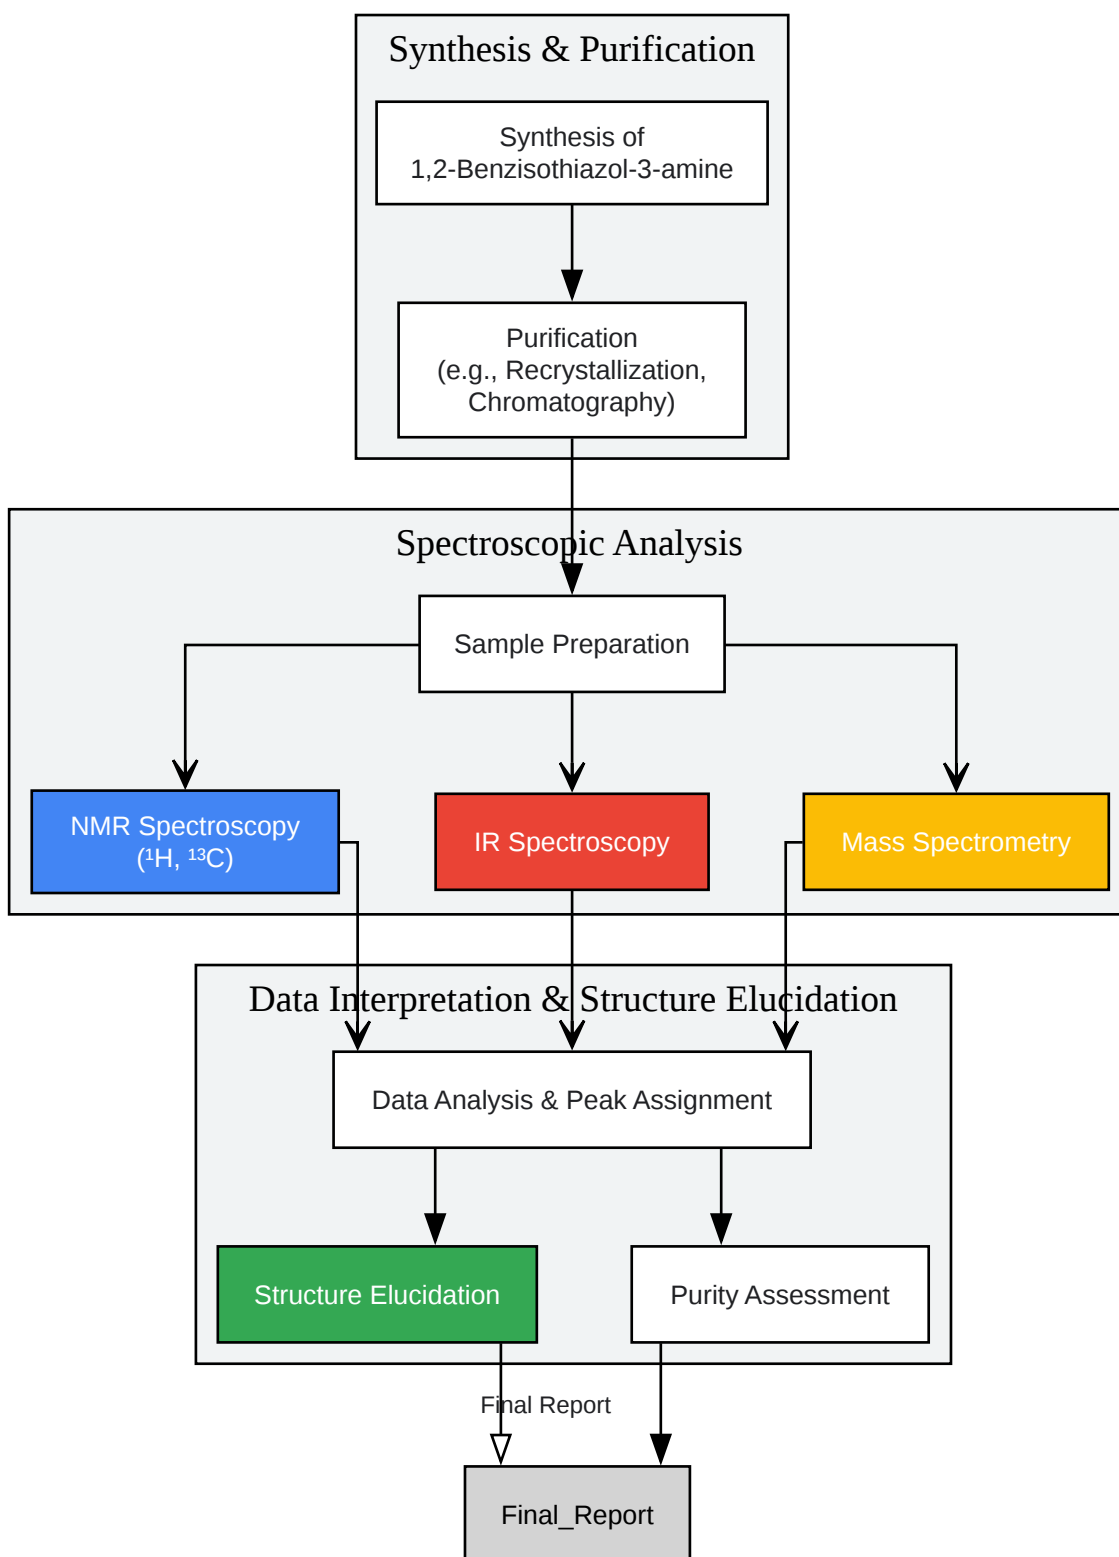 Synthesis & Purification
Synthesis of
1,2-Benzisothiazol-3-amine
Purification
(e.g., Recrystallization,
Chromatography)
Spectroscopic Analysis
Sample Preparation
NMR Spectroscopy
(¹H, ¹³C)
IR Spectroscopy
Mass Spectrometry
Data Interpretation & Structure Elucidation
Data Analysis & Peak Assignment
Structure Elucidation
Purity Assessment
Final Report
Final_Report